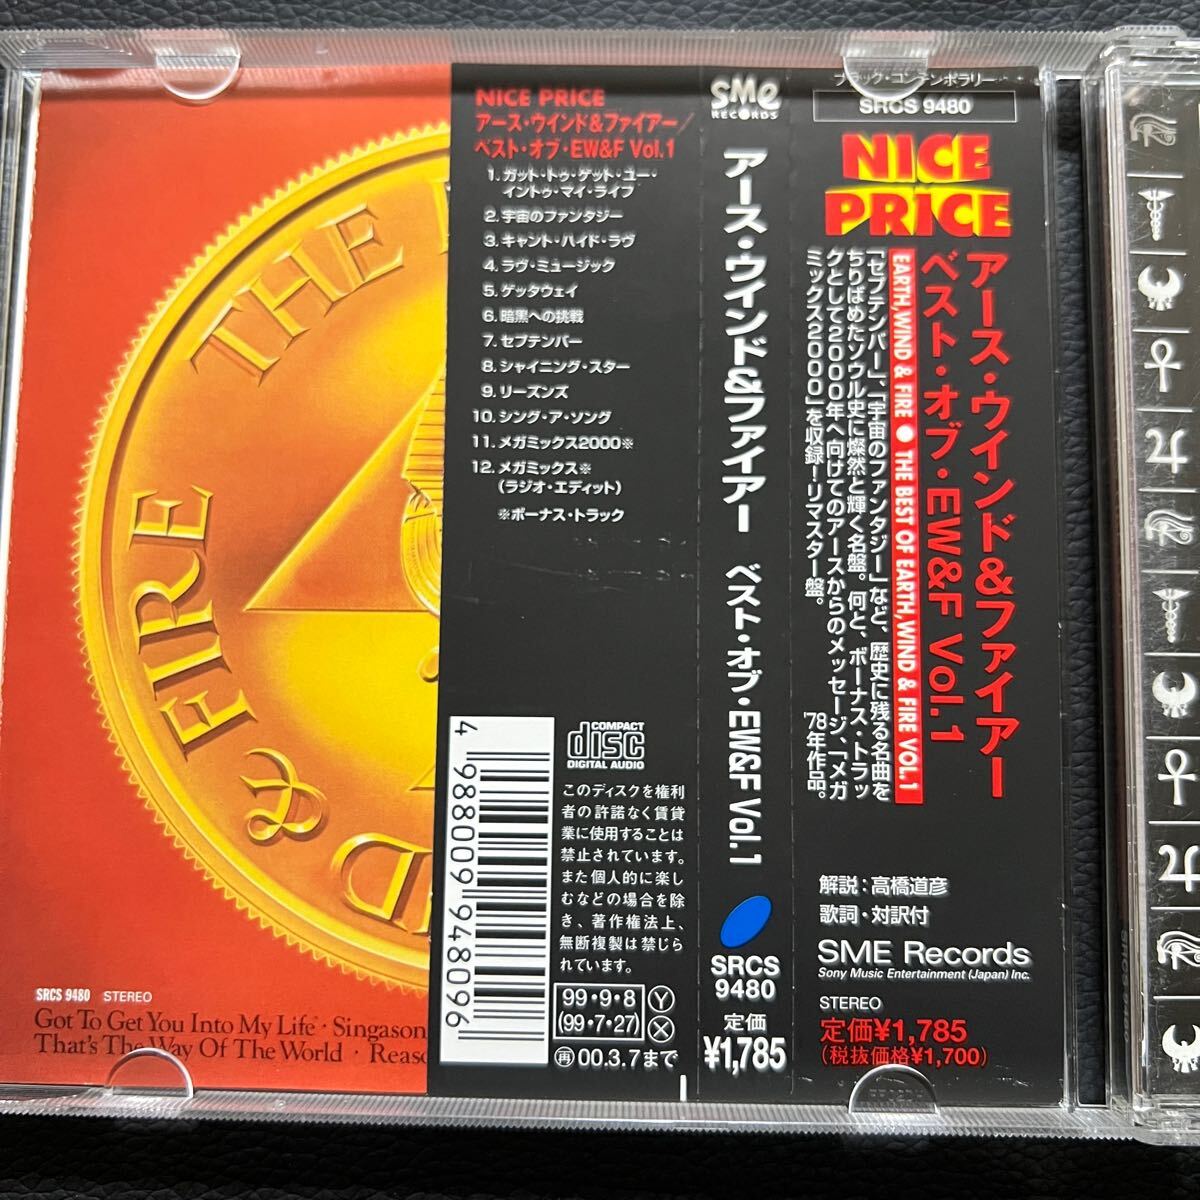 THE
& FIRE
D
SRCS 9480 STEREO
Got To Get You Into My Life · Singasong
That's The Way Of The World · Reaso
NICE PRICE
アース・ウインド&ファイアー/
ベスト・オブ・EW&F Vol.1
1. ガット・トゥ・ゲット・ユー・
イントゥ・マイ・ライフ
2. 宇宙のファンタジー
3. キャント・ハイド・ラヴ
4. ラヴ・ミュージック
5. ゲッタウェイ
6. 暗黒への挑戦
7. セプテンバー
8. シャイニング・スター
9. リーズンズ
10. シング・ア・ソング
11. メガミックス2000※
12. メガミックス※
(ラジオ・エディット)
※ボーナス・トラック
4 988009 948096
COMPACT
disc
DIGITAL AUDIO
このディスクを権利
者の許諾なく賃貸
業に使用することは
禁止されています。
また個人的に楽し
むなどの場合を除
き、著作権法上、
無断複製は禁じら
れています。
99・9・8 Y
(99・7・27) X
再00.3.7まで
SMe
RECORDS
アース・ウインド&ファイアー ベスト・オブ・EW&F Vol.1
SRCS
9480
定価
¥1,785
ブラック・コンテンポラリー
SRCS 9480
NICE
PRICE
アース・ウインド&ファイアー
ベスト・オブ・EW&F Vol.1
EARTH,WIND & FIRE ● THE BEST OF EARTH,WIND & FIRE VOL.1
「セプテンバー」、「宇宙のファンタジー」など、歴史に残る名曲を
ちりばめたソウル史に燦然と輝く名盤。何と、ボーナス・トラッ
クとして2000年へ向けてのアースからのメッセージ、「メガ
ミックス2000」を収録!リマスター盤。 '78年作品。
解説:高橋道彦
歌詞・対訳付
SME Records
Sony Music Entertainment (Japan) Inc.
STEREO
定価¥1,785
(税抜価格¥1,700)